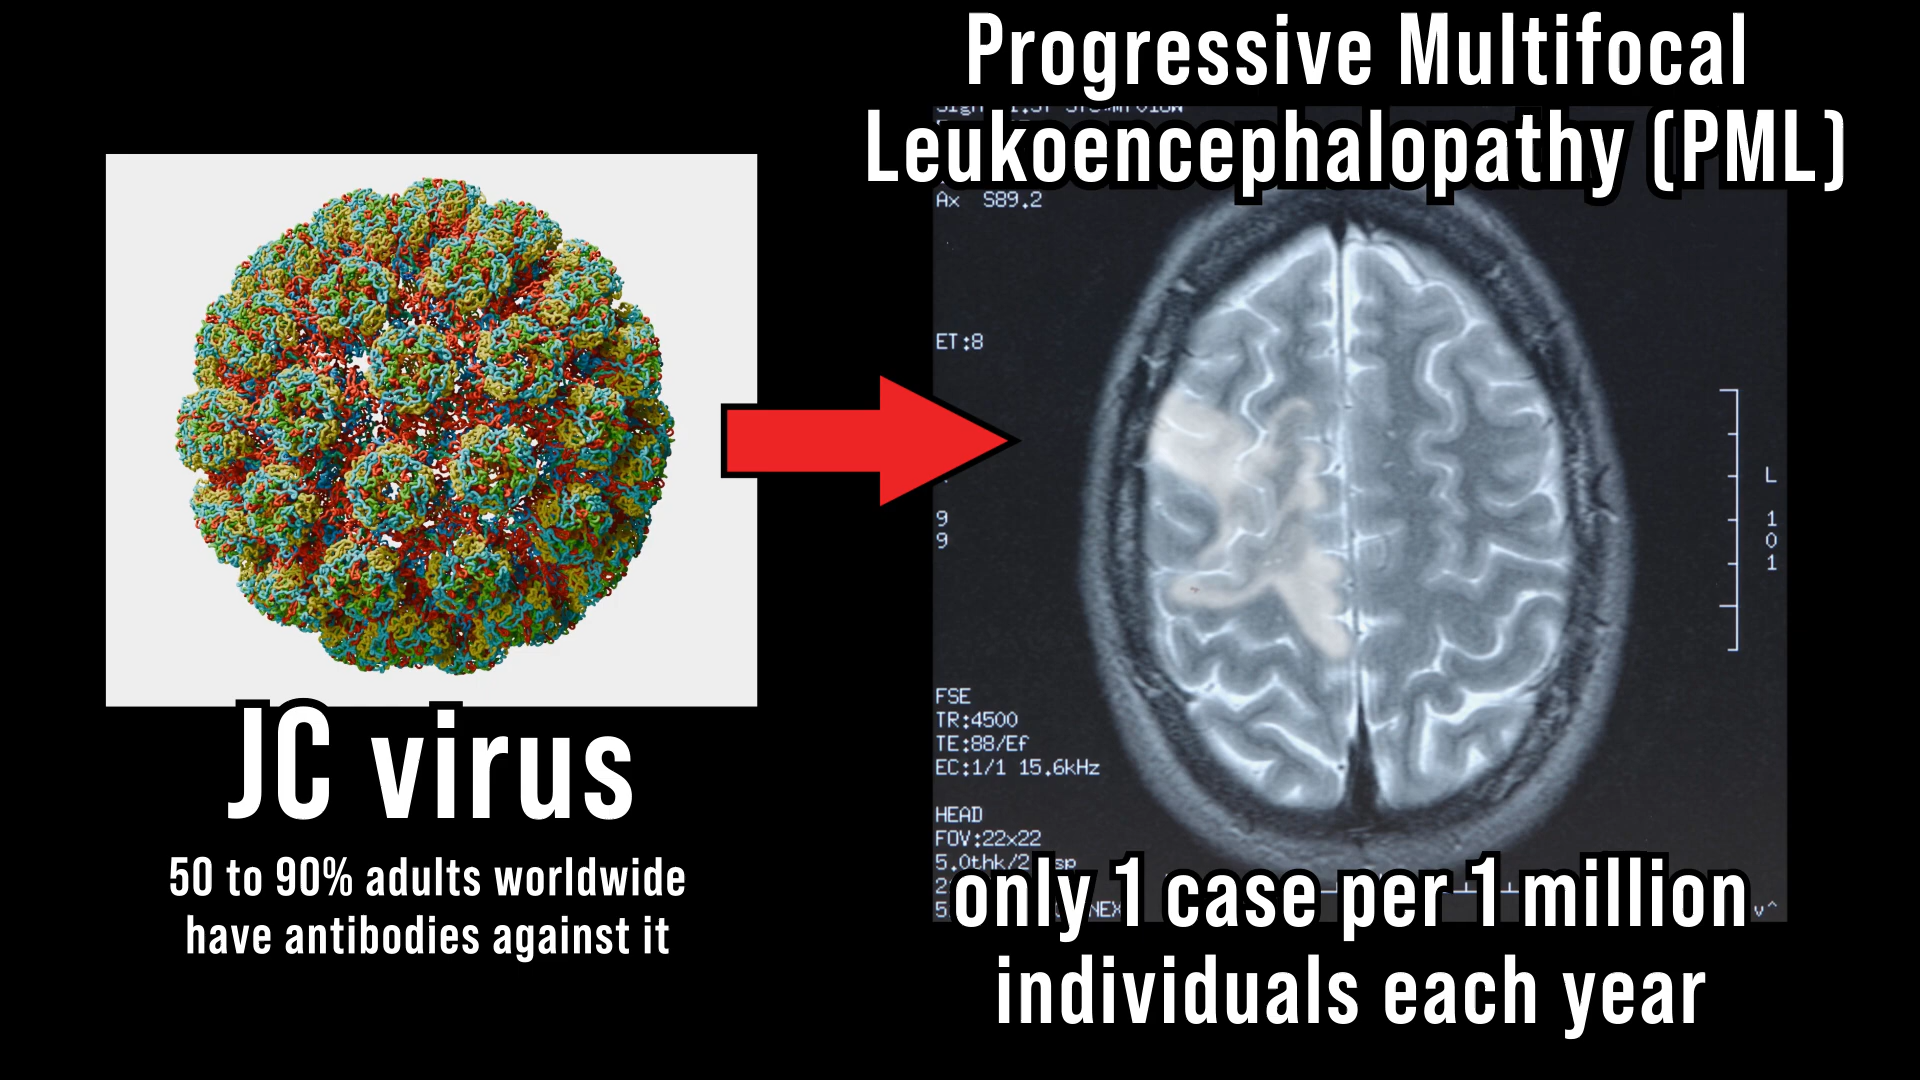 Progressive Multifocal
Leukoencephalopathy (PML)
Ax S89.2
ET:8
9
9
L
1
0
1
FSE
TR:4500
TE:88/Ef
EC:1/1 15.6kHz
HEAD
FOV:22x22
5.0thk/2 sp
JC virus
50 to 90% adults worldwide
have antibodies against it
only 1 case per 1 million
individuals each year